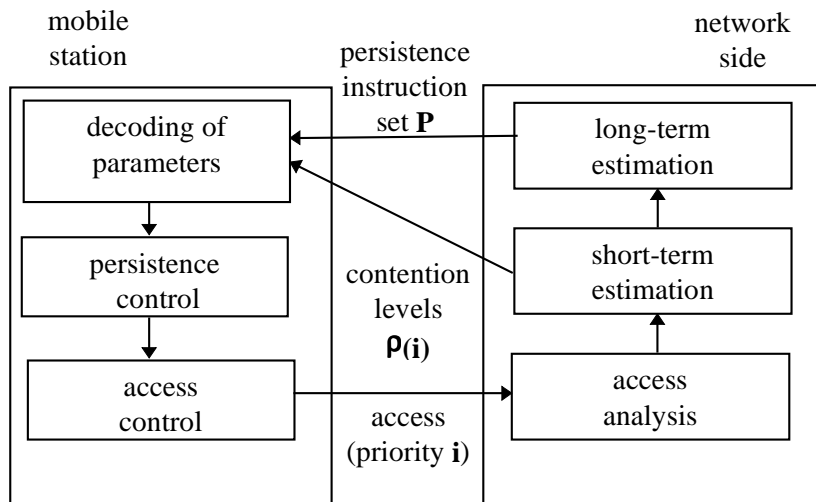 mobile
station
network
side
persistence
instruction
set P
decoding of
parameters
long-term
estimation
persistence
control
contention
levels
ρ(i)
short-term
estimation
access
control
access
(priority i)
access
analysis